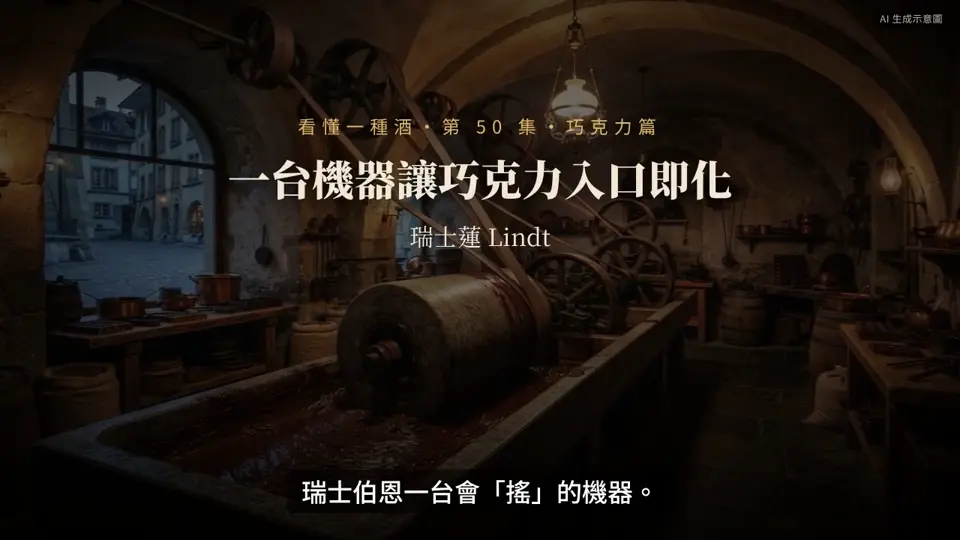 AI 生成示意圖
看懂一種酒・第 50 集・巧克力篇
一台機器讓巧克力入口即化
瑞士蓮 Lindt
瑞士伯恩一台會「搖」的機器。